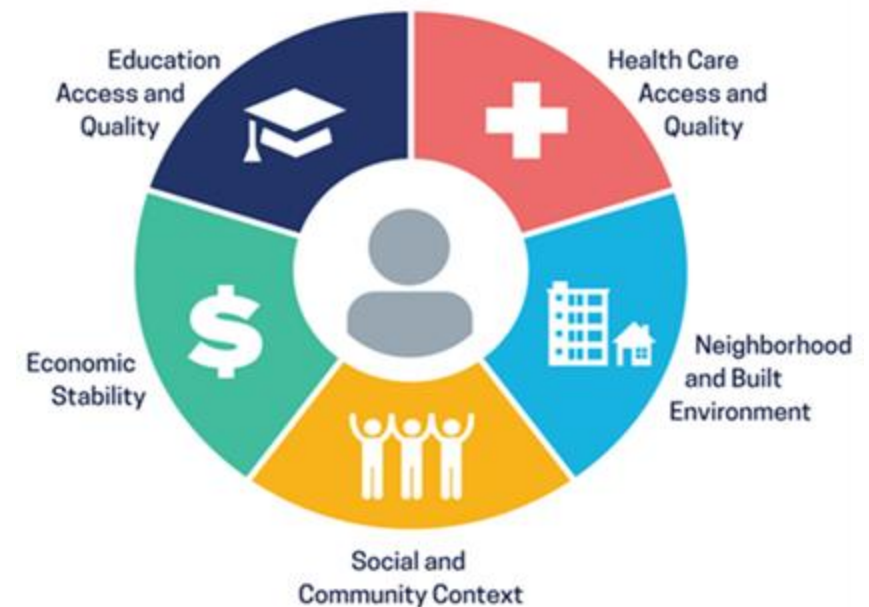 Education
Access and
Quality
Health Care
Access and
Quality
Economic
Stability
Neighborhood
and Built
Environment
Social and
Community Context